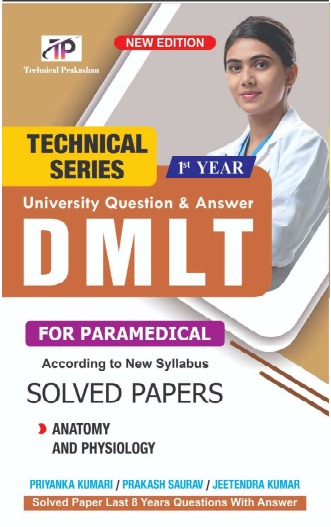 TP
Technical Prakashan
NEW EDITION
TECHNICAL
SERIES
1st YEAR
University Question & Answer
DMLT
FOR PARAMEDICAL
According to New Syllabus
SOLVED PAPERS
ANATOMY
AND PHYSIOLOGY
PRIYANKA KUMARI / PRAKASH SAURAV / JEETENDRA KUMAR
Solved Paper Last 8 Years Questions With Answer